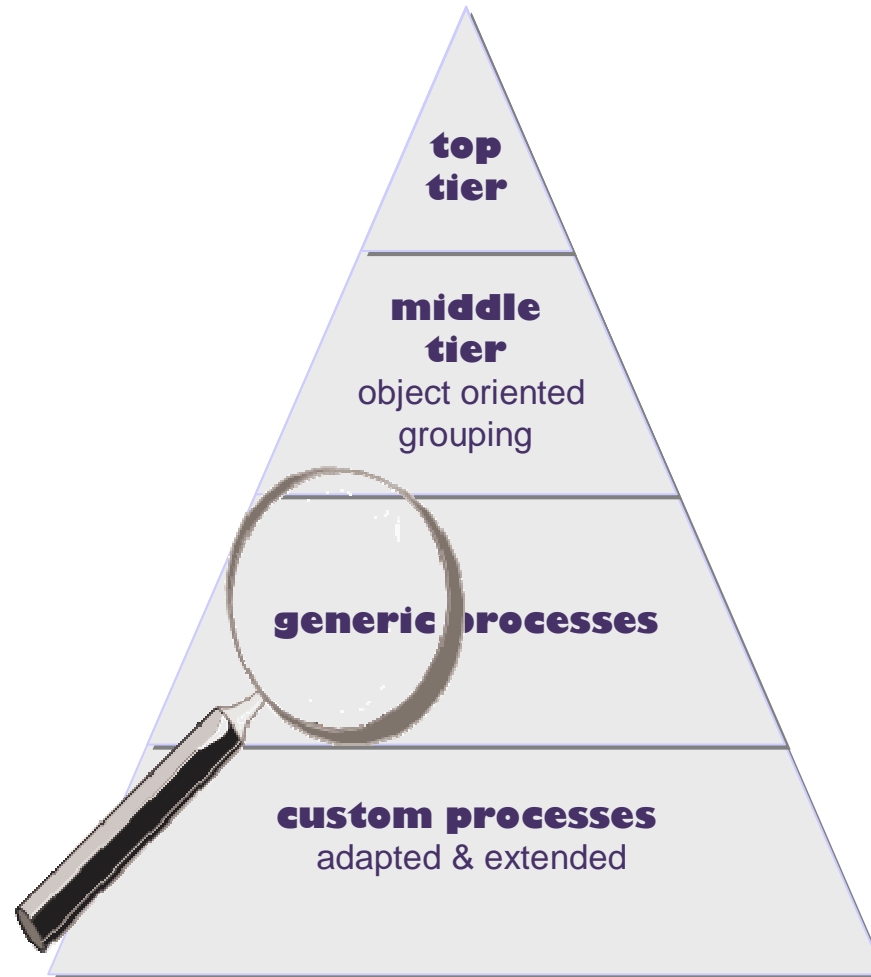 top
tier
middle
tier
object oriented
grouping
generic processes
custom processes
adapted & extended